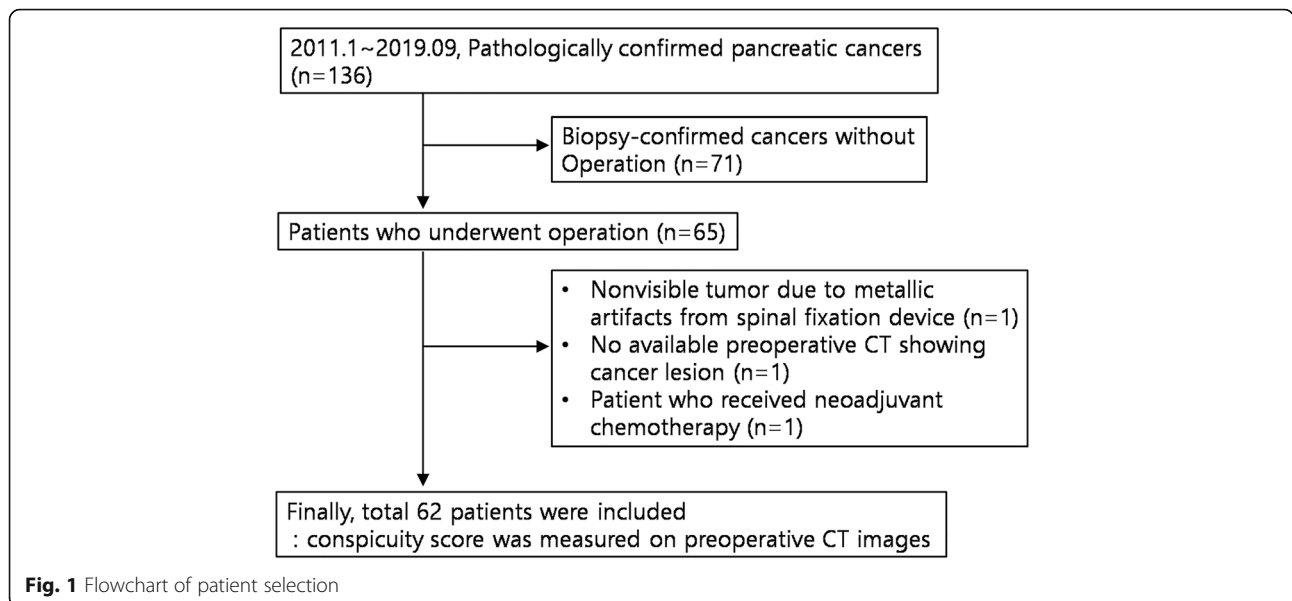 2011.1~2019.09, Pathologically confirmed pancreatic cancers
(n=136)
Biopsy-confirmed cancers without
Operation (n=71)
Patients who underwent operation (n=65)
• Nonvisible tumor due to metallic
artifacts from spinal fixation device (n=1)
• No available preoperative CT showing
cancer lesion (n=1)
• Patient who received neoadjuvant
chemotherapy (n=1)
Finally, total 62 patients were included
: conspicuity score was measured on preoperative CT images
Fig. 1 Flowchart of patient selection